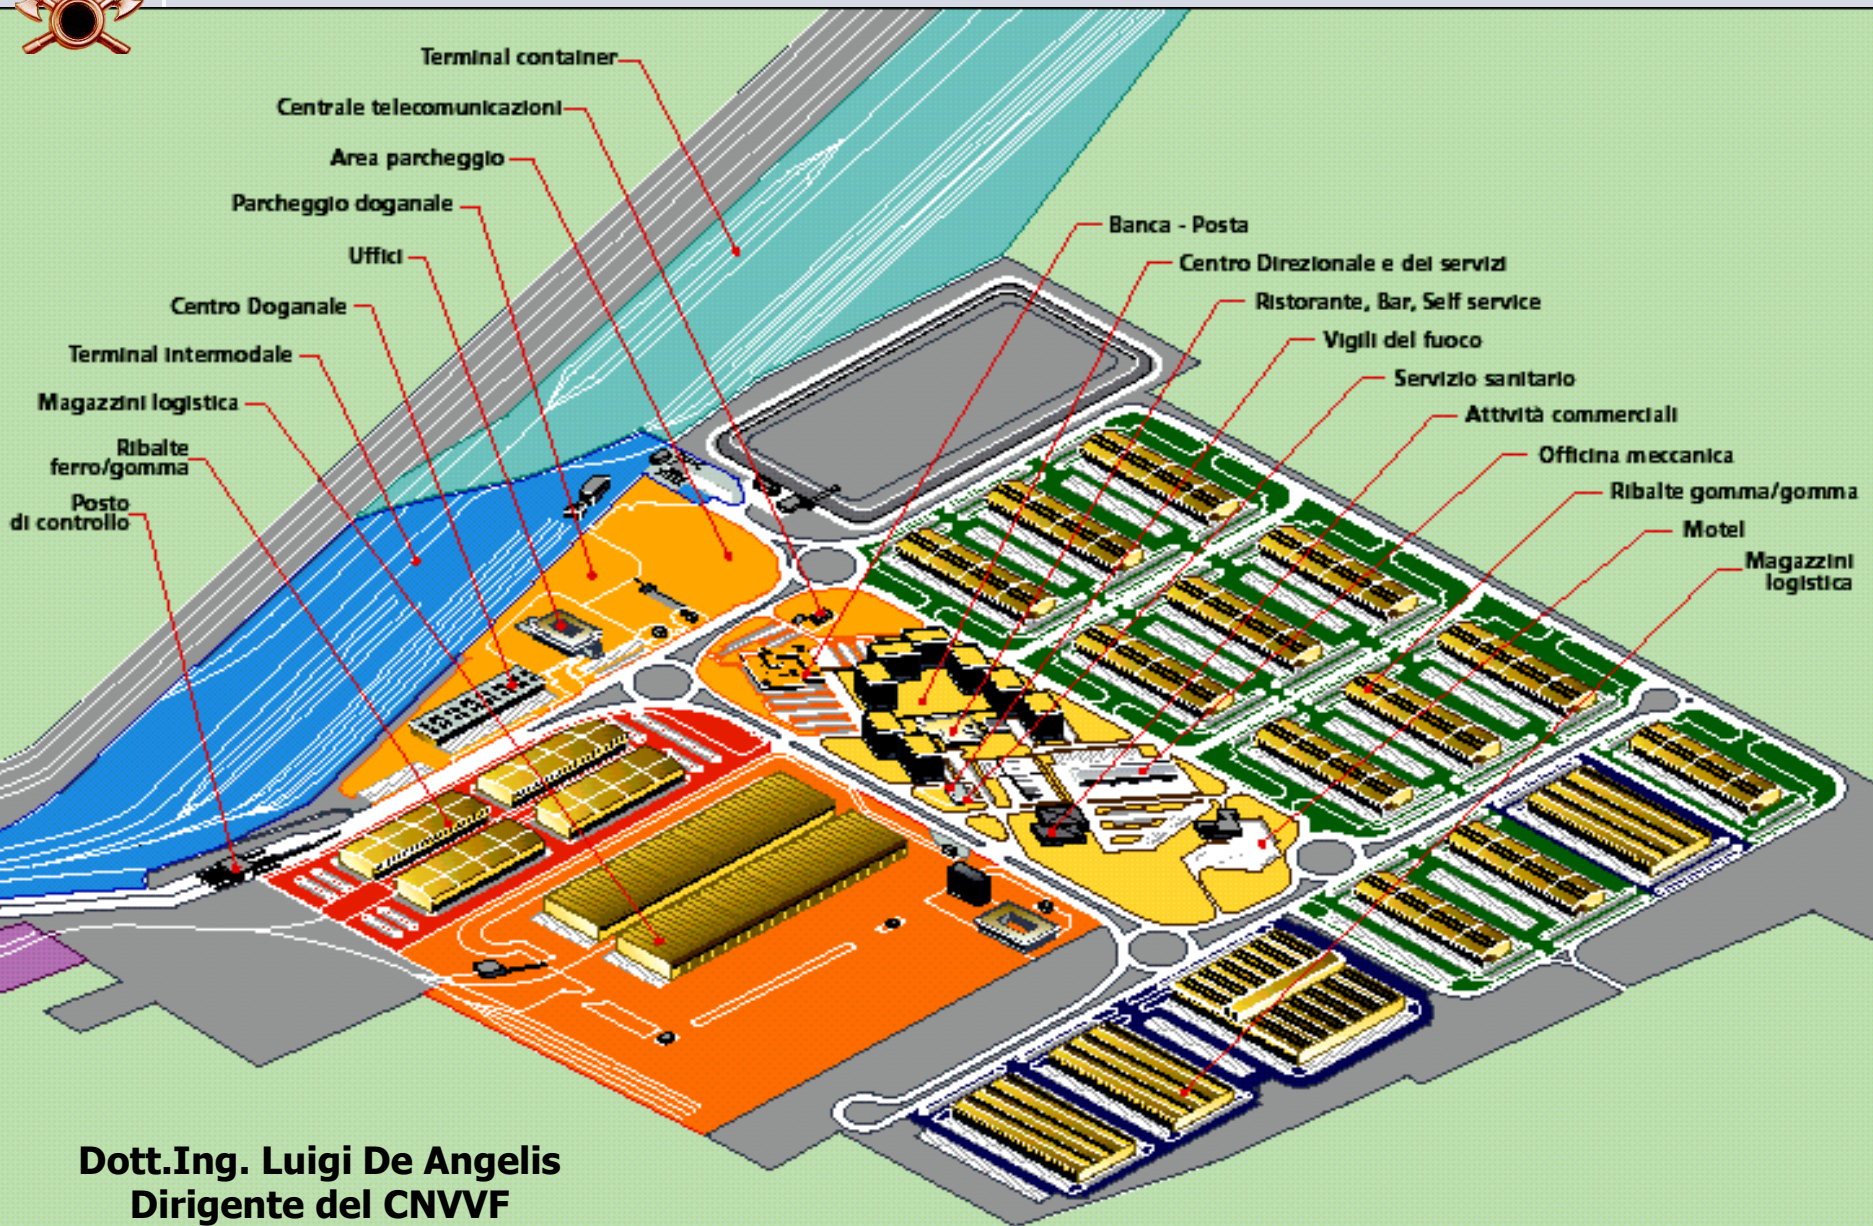 Terminal container
Centrale telecomunicazioni
Area parcheggio
Parcheggio doganale
Uffici
Centro Doganale
Terminal intermodale
Magazzini logistica
Ribalte
ferro/gomma
Posto
di controllo
Banca - Posta
Centro Direzionale e dei servizi
Ristorante, Bar, Self service
Vigili del fuoco
Servizio sanitario
Attività commerciali
Officina meccanica
Ribalte gomma/gomma
Motel
Magazzini
logistica
Dott.Ing. Luigi De Angelis
Dirigente del CNVVF